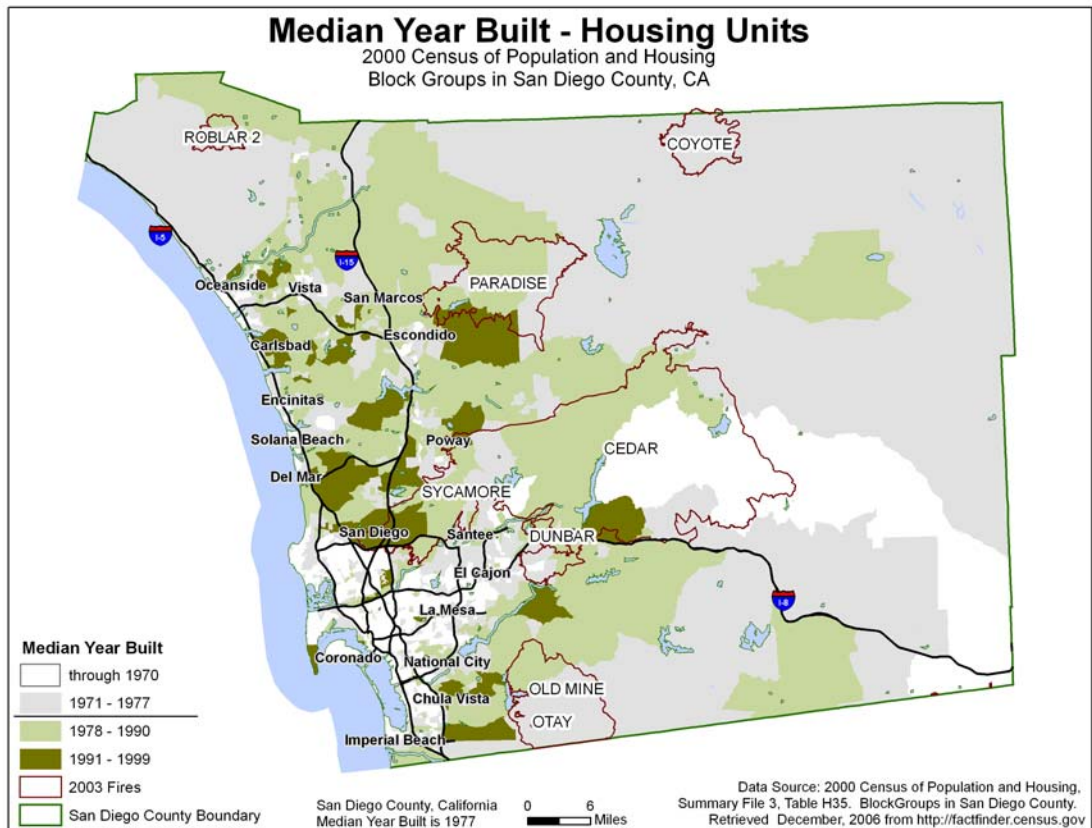 Median Year Built - Housing Units
2000 Census of Population and Housing
Block Groups in San Diego County, CA
ROBLAR 2
COYOTE
I-5
I-15
PARADISE
Oceanside
Vista
San Marcos
Escondido
Carlsbad
Encinitas
Solana Beach
Poway
CEDAR
Del Mar
SYCAMORE
San Diego
Santee
DUNBAR
El Cajon
I-8
La Mesa
Coronado
National City
Chula Vista
OLD MINE
OTAY
Imperial Beach
Median Year Built
through 1970
1971 - 1977
1978 - 1990
1991 - 1999
2003 Fires
San Diego County Boundary
San Diego County, California
Median Year Built is 1977
0 6
Miles
Data Source: 2000 Census of Population and Housing,
Summary File 3, Table H35. BlockGroups in San Diego County.
Retrieved December, 2006 from http://factfinder.census.gov